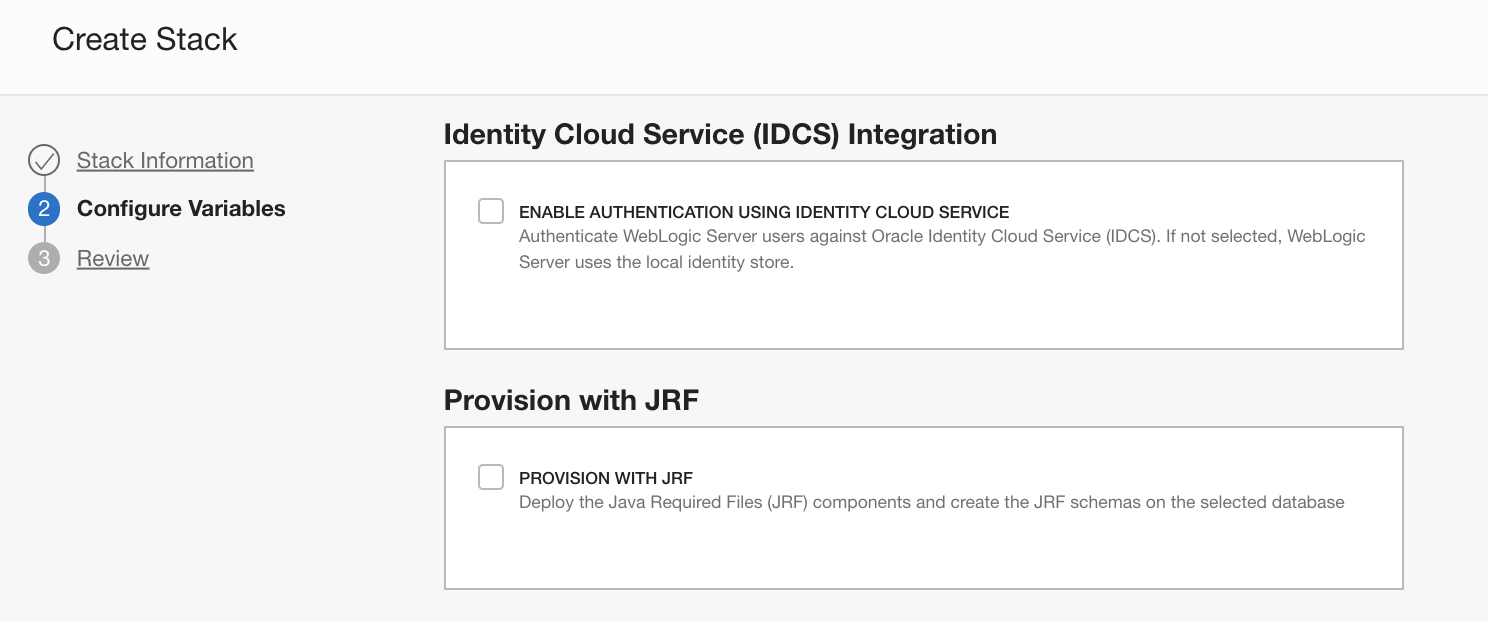 Create Stack
Stack Information
2 Configure Variables
3 Review
Identity Cloud Service (IDCS) Integration
ENABLE AUTHENTICATION USING IDENTITY CLOUD SERVICE
Authenticate WebLogic Server users against Oracle Identity Cloud Service (IDCS). If not selected, WebLogic
Server uses the local identity store.
Provision with JRF
PROVISION WITH JRF
Deploy the Java Required Files (JRF) components and create the JRF schemas on the selected database